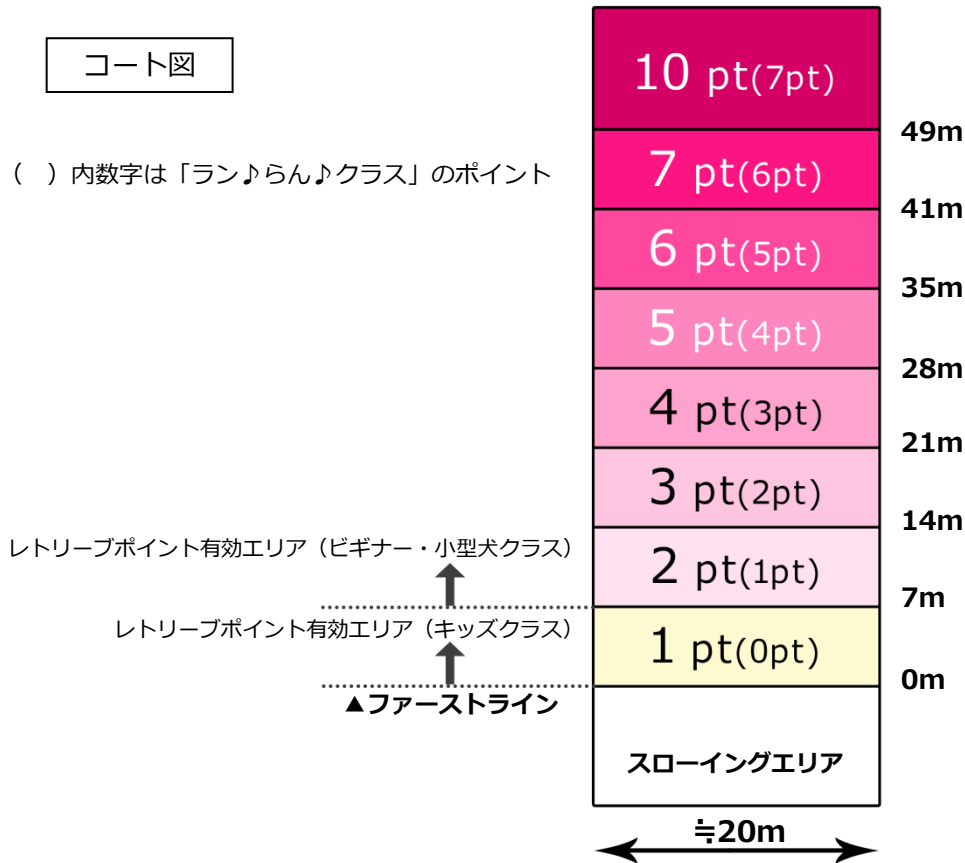 コート図
10 pt(7pt)
49m
( )内数字は「ラン♪らん♪クラス」のポイント
7 pt(6pt)
41m
6 pt(5pt)
35m
5 pt(4pt)
28m
4 pt(3pt)
21m
3 pt(2pt)
14m
レトリーブポイント有効エリア(ビギナー・小型犬クラス)
2 pt(1pt)
7m
レトリーブポイント有効エリア(キッズクラス)
1 pt(0pt)
0m
▲ファーストライン
スローイングエリア
≒20m